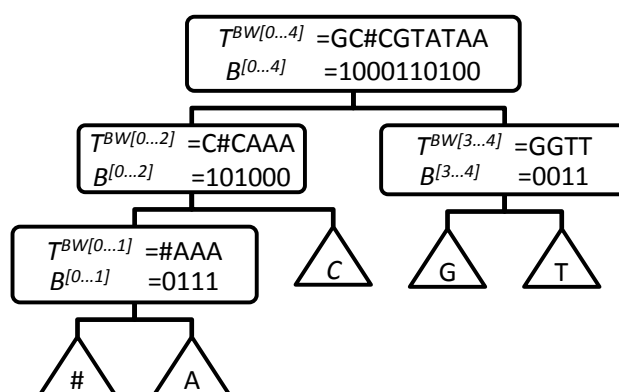 T^BW[0...4] =GC#CGTATAA
B^[0...4] =1000110100
T^BW[0...2] =C#CAAA
B^[0...2] =101000
T^BW[3...4] =GGTT
B^[3...4] =0011
T^BW[0...1] =#AAA
B^[0...1] =0111
C
G
T
#
A